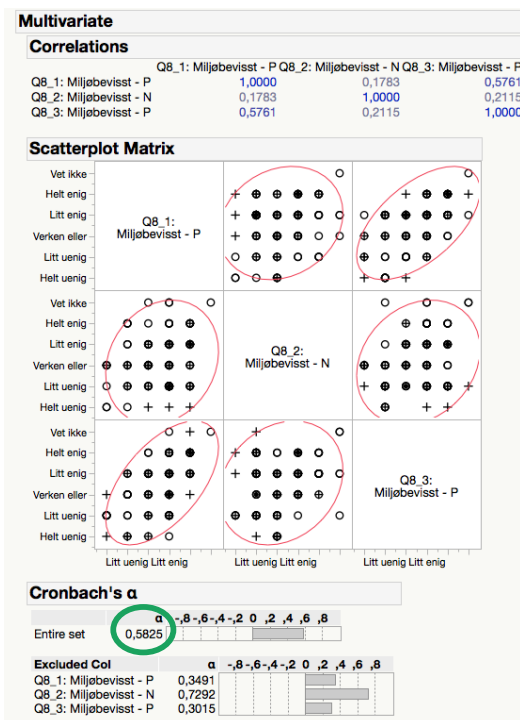 Multivariate
Correlations
Q8_1: Miljøbevisst - P Q8_2: Miljøbevisst - N Q8_3: Miljøbevisst - P
Q8_1: Miljøbevisst - P 1,0000 0,1783 0,5761
Q8_2: Miljøbevisst - N 0,1783 1,0000 0,2115
Q8_3: Miljøbevisst - P 0,5761 0,2115 1,0000
Scatterplot Matrix
Vet ikke
Helt enig
Litt enig
Verken eller
Litt uenig
Helt uenig
Q8_1:
Miljøbevisst - P
Vet ikke
Helt enig
Litt enig
Verken eller
Litt uenig
Helt uenig
Q8_2:
Miljøbevisst - N
Vet ikke
Helt enig
Litt enig
Verken eller
Litt uenig
Helt uenig
Q8_3:
Miljøbevisst - P
Litt uenig Litt enig Litt uenig Litt enig Litt uenig Litt enig
Cronbach's α
α -,8 -,6 -,4 -,2 0 ,2 ,4 ,6 ,8
Entire set 0,5825
Excluded Col α -,8 -,6 -,4 -,2 0 ,2 ,4 ,6 ,8
Q8_1: Miljøbevisst - P 0,3491
Q8_2: Miljøbevisst - N 0,7292
Q8_3: Miljøbevisst - P 0,3015